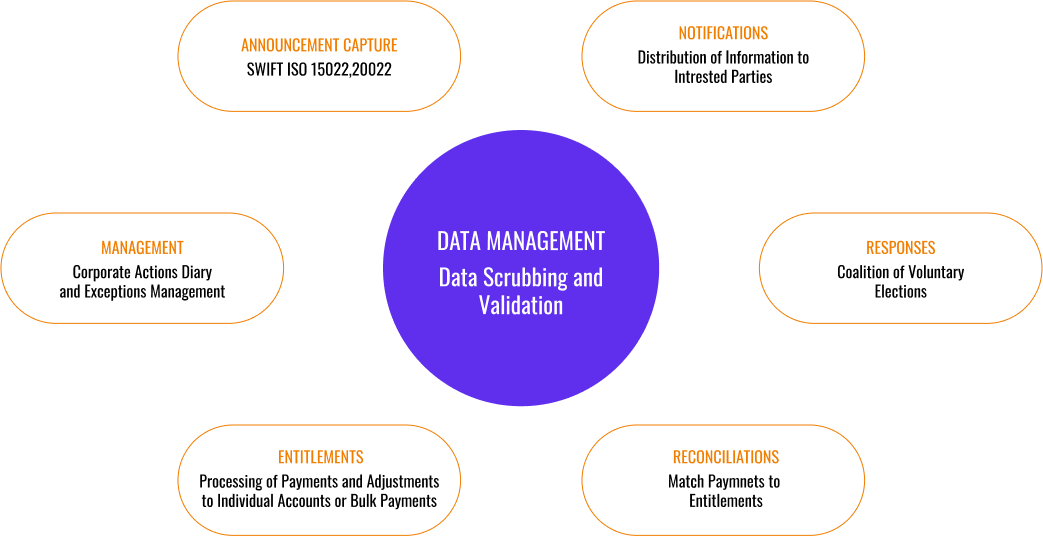 ANNOUNCEMENT CAPTURE
SWIFT ISO 15022,20022
NOTIFICATIONS
Distribution of Information to
Intrested Parties
MANAGEMENT
Corporate Actions Diary
and Exceptions Management
DATA MANAGEMENT
Data Scrubbing and
Validation
RESPONSES
Coalition of Voluntary
Elections
ENTITLEMENTS
Processing of Payments and Adjustments
to Individual Accounts or Bulk Payments
RECONCILIATIONS
Match Paymnets to
Entitlements